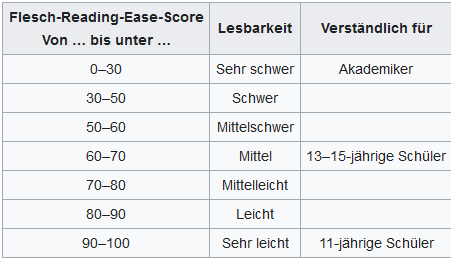 Flesch-Reading-Ease-Score
Von … bis unter … Lesbarkeit Verständlich für
0–30 Sehr schwer Akademiker
30–50 Schwer
50–60 Mittelschwer
60–70 Mittel 13–15-jährige Schüler
70–80 Mittelleicht
80–90 Leicht
90–100 Sehr leicht 11-jährige Schüler